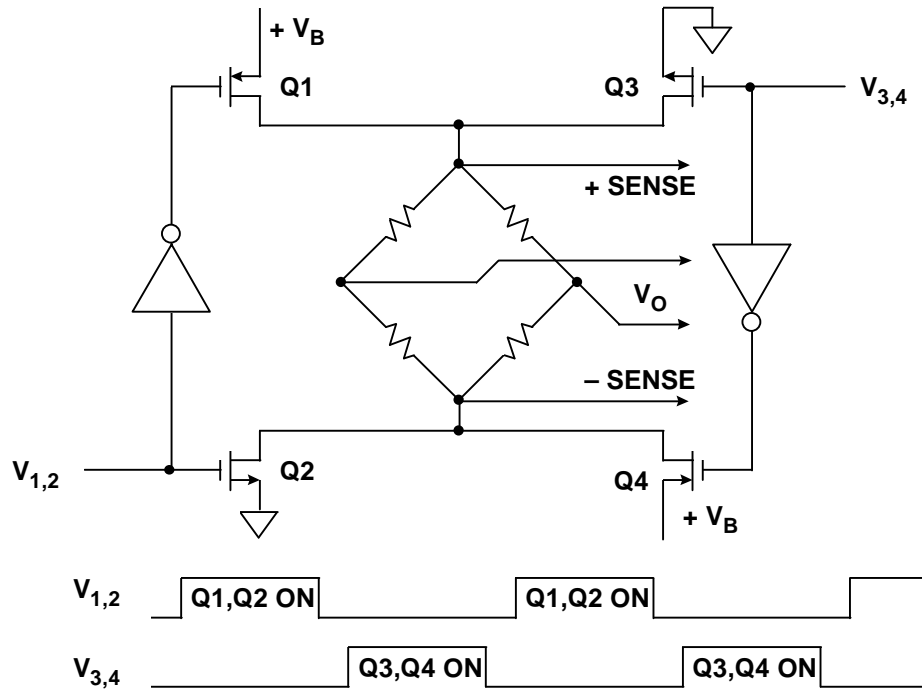 + V_B
Q1
Q3
V_3,4
+ SENSE
V_O
– SENSE
V_1,2
Q2
Q4
+ V_B
V_1,2
Q1,Q2 ON
Q1,Q2 ON
V_3,4
Q3,Q4 ON
Q3,Q4 ON